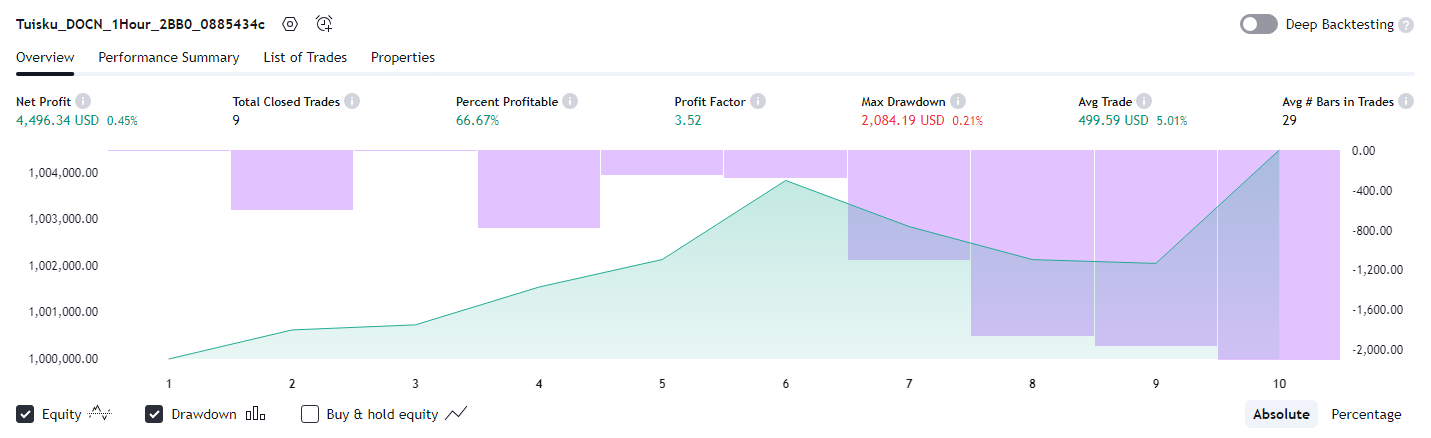 Tuisku_DOCN_1Hour_2BB0_0885434c
Deep Backtesting ?
Overview Performance Summary List of Trades Properties
Net Profit Total Closed Trades Percent Profitable Profit Factor Max Drawdown Avg Trade Avg # Bars in Trades
4,496.34 USD 0.45% 9 66.67% 3.52 2,084.19 USD 0.21% 499.59 USD 5.01% 29
0.00
1,004,000.00
-400.00
1,003,000.00
-800.00
1,002,000.00
-1,200.00
1,001,000.00
-1,600.00
1,000,000.00
-2,000.00
1 2 3 4 5 6 7 8 9 10
Equity Drawdown Buy & hold equity Absolute Percentage